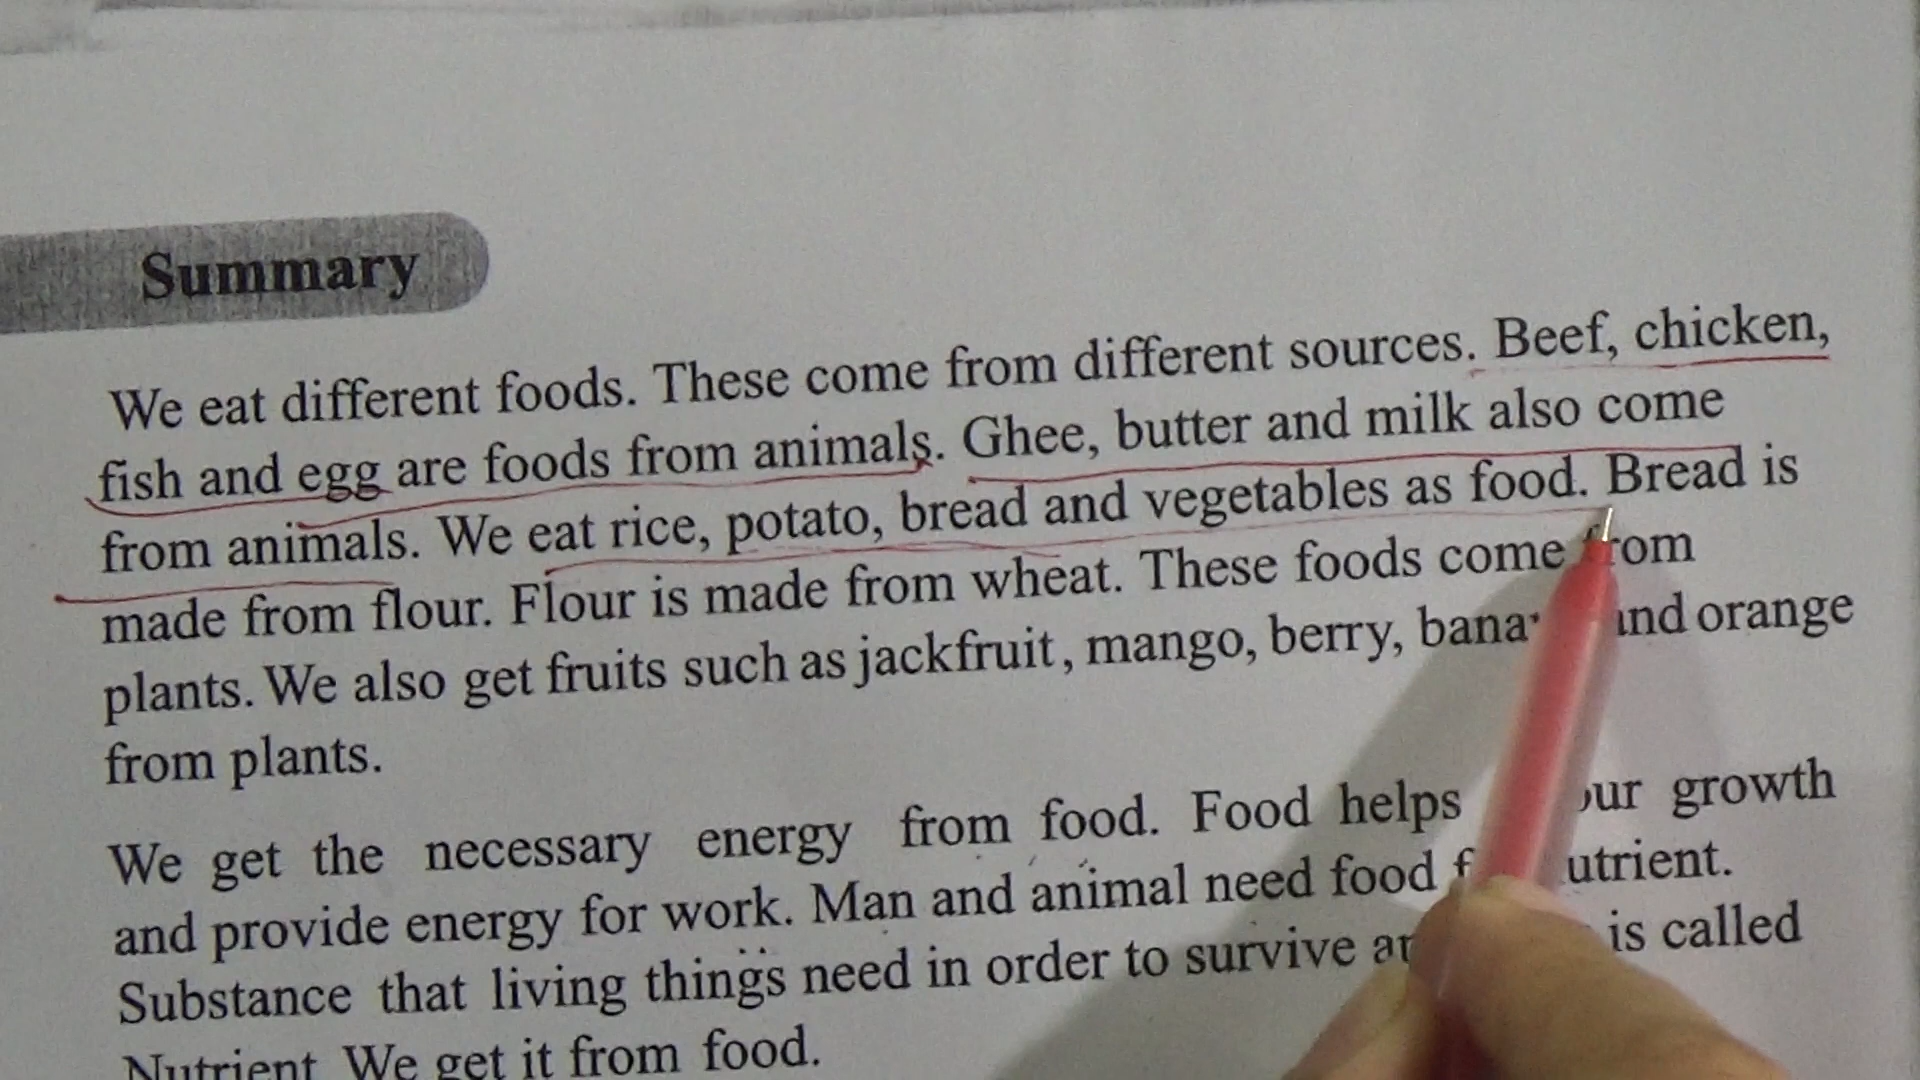 Summary
We eat different foods. These come from different sources. Beef, chicken,
fish and egg are foods from animals. Ghee, butter and milk also come
from animals. We eat rice, potato, bread and vegetables as food. Bread is
made from flour. Flour is made from wheat. These foods come from
plants. We also get fruits such as jackfruit, mango, berry, orange
from plants.
We get the necessary energy from food. Food helps growth
and provide energy for work. Man and animal need food
Substance that living things need in order to survive is called
Nutrient We get it from food.